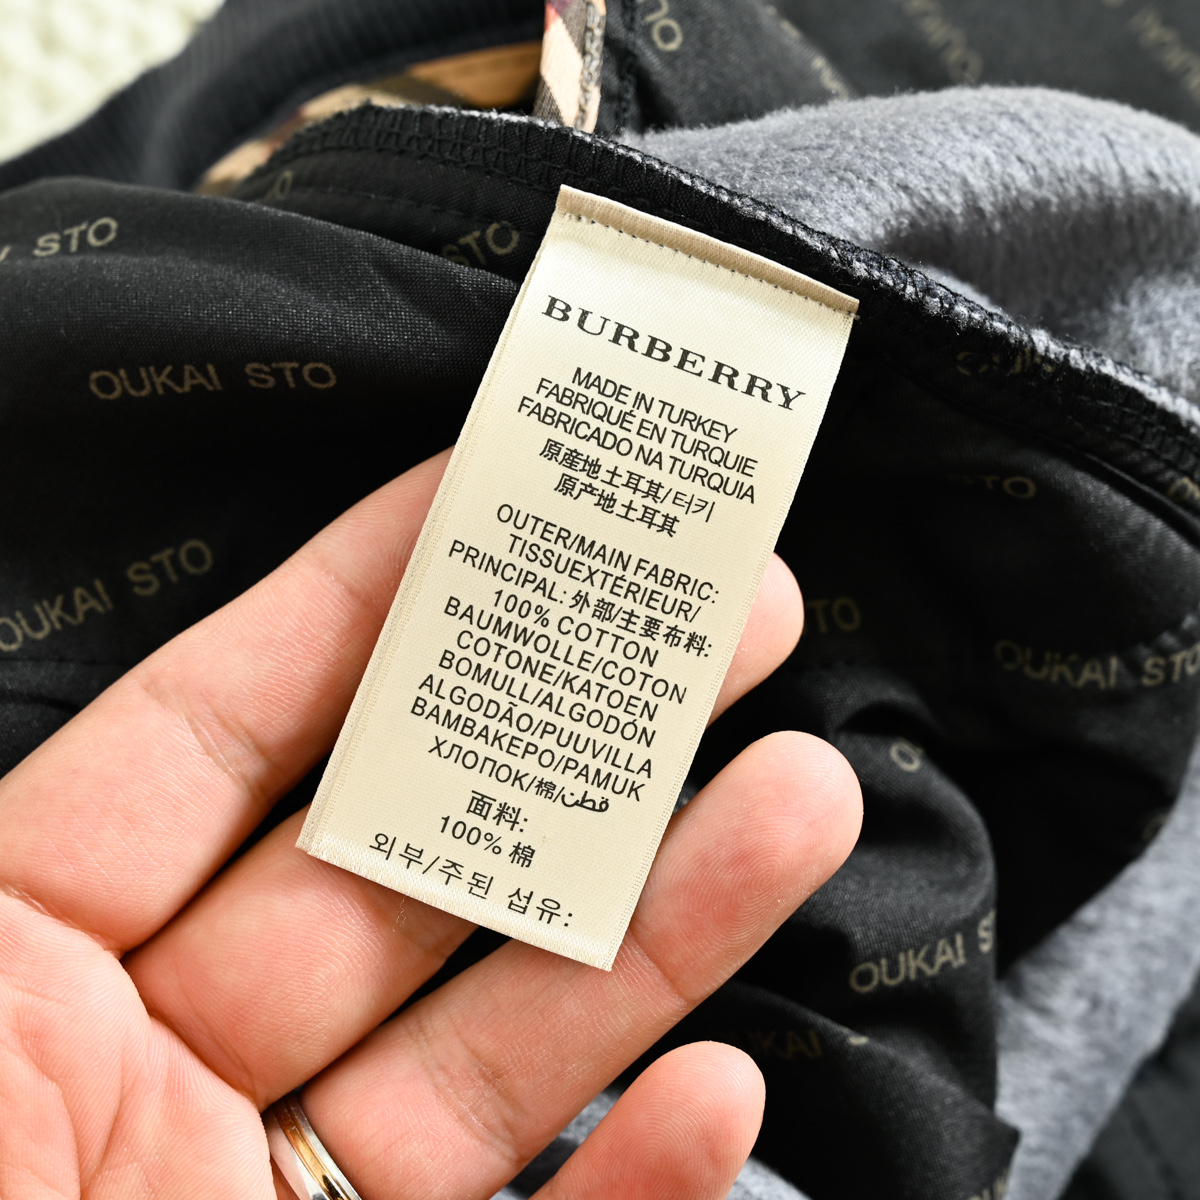 BURBERRY
MADE IN TURKEY
FABRIQUÉ EN TURQUIE
FABRICADO NA TURQUIA
原產地土耳其/터키
原产地土耳其
OUTER/MAIN FABRIC:
TISSUEXTÉRIEUR/
PRINCIPAL: 外部/主要布料:
100% COTTON
BAUMWOLLE/COTON
COTONE/KATOEN
BOMULL/ALGODÓN
ALGODÃO/PUUVILLA
BAMBAKEPO/PAMUK
ХЛОПОК/棉/قطن
面料:
100% 棉
외부/주된 섬유:
STO
STO
OUKAI STO
OUKAI STO
STO
OUKAI STO
OUKAI S